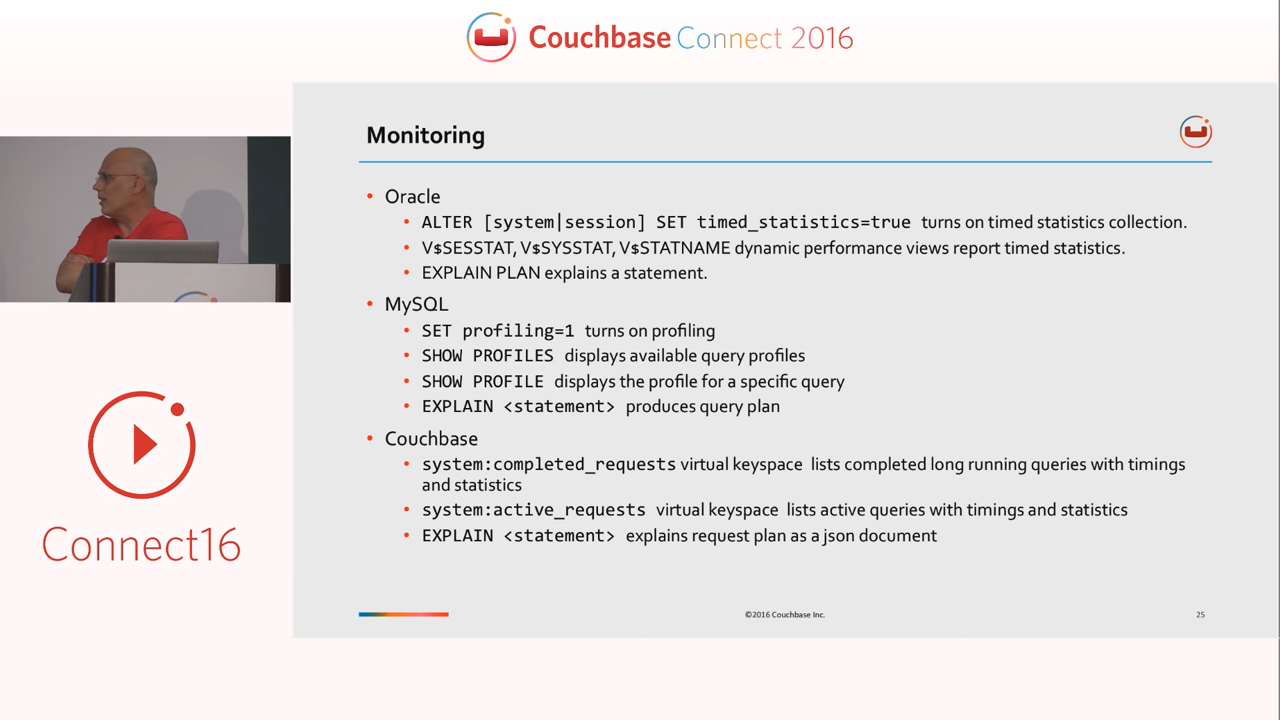 Couchbase Connect 2016
Monitoring
• Oracle
• ALTER [system|session] SET timed_statistics=true turns on timed statistics collection.
• V$SESSTAT, V$SYSSTAT, V$STATNAME dynamic performance views report timed statistics.
• EXPLAIN PLAN explains a statement.
• MySQL
• SET profiling=1 turns on profiling
• SHOW PROFILES displays available query profiles
• SHOW PROFILE displays the profile for a specific query
• EXPLAIN <statement> produces query plan
• Couchbase
• system:completed_requests virtual keyspace lists completed long running queries with timings
and statistics
• system:active_requests virtual keyspace lists active queries with timings and statistics
• EXPLAIN <statement> explains request plan as a json document
©2016 Couchbase Inc.
25
Connect16